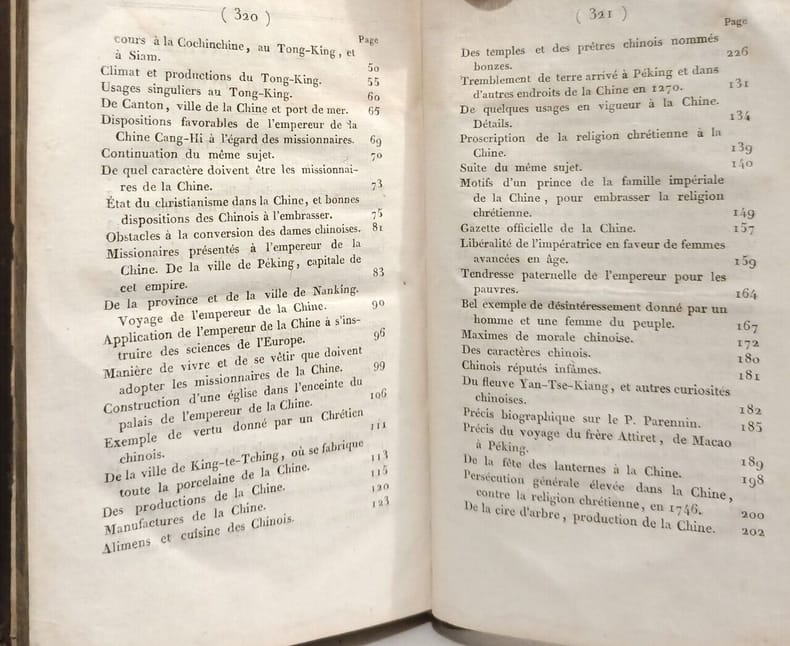 ( 320 )
Page
cours à la Cochinchine, au Tong-King, et
à Siam. 50
Climat et productions du Tong-King. 55
Usages singuliers au Tong-King. 60
De Canton, ville de la Chine et port de mer. 65
Dispositions favorables de l'empereur de la
Chine Cang-Hi à l'égard des missionnaires. 69
Continuation du même sujet. 70
De quel caractère doivent être les missionnai-
res de la Chine. 73
État du christianisme dans la Chine, et bonnes
dispositions des Chinois à l'embrasser. 75
Obstacles à la conversion des dames chinoises. 81
Missionnaires présentés à l'empereur de la
Chine. De la ville de Péking, capitale de
cet empire. 83
De la province et de la ville de Nanking.
Voyage de l'empereur de la Chine. 90
Application de l'empereur de la Chine à s'ins-
truire des sciences de l'Europe. 96
Manière de vivre et de se vêtir que doivent
adopter les missionnaires de la Chine. 99
Construction d'une église dans l'enceinte du
palais de l'empereur de la Chine. 106
Exemple de vertu donné par un Chrétien
chinois. 111
De la ville de King-te-Tching, où se fabrique
toute la porcelaine de la Chine. 113
Des productions de la Chine. 115
Manufactures de la Chine. 120
Alimens et cuisine des Chinois. 123
( 321 )
Page
Des temples et des prêtres chinois nommés
bonzes. 226
Tremblement de terre arrivé à Péking et dans
d'autres endroits de la Chine en 1270. 131
De quelques usages en vigueur à la Chine.
Détails. 134
Proscription de la religion chrétienne à la
Chine. 139
Suite du même sujet. 140
Motifs d'un prince de la famille impériale
de la Chine, pour embrasser la religion
chrétienne. 149
Gazette officielle de la Chine. 157
Libéralité de l'impératrice en faveur de femmes
avancées en âge. 159
Tendresse paternelle de l'empereur pour les
pauvres. 164
Bel exemple de désintéressement donné par un
homme et une femme du peuple. 167
Maximes de morale chinoise. 172
Des caractères chinois. 180
Chinois réputés infâmes. 181
Du fleuve Yan-Tse-Kiang, et autres curiosités
chinoises. 182
Précis biographique sur le P. Parennin. 185
Précis du voyage du frère Attiret, de Macao
à Péking. 189
De la fête des lanternes à la Chine. 198
Persécution générale élevée dans la Chine,
contre la religion chrétienne, en 1746. 200
De la cire d'arbre, production de la Chine. 202